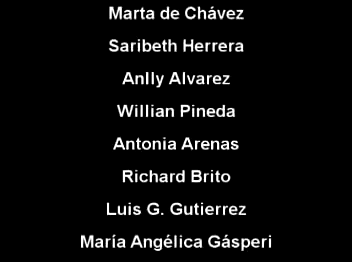 Marta de Chávez
Saribeth Herrera
Anlly Alvarez
Willian Pineda
Antonia Arenas
Richard Brito
Luis G. Gutierrez
María Angélica Gásperi